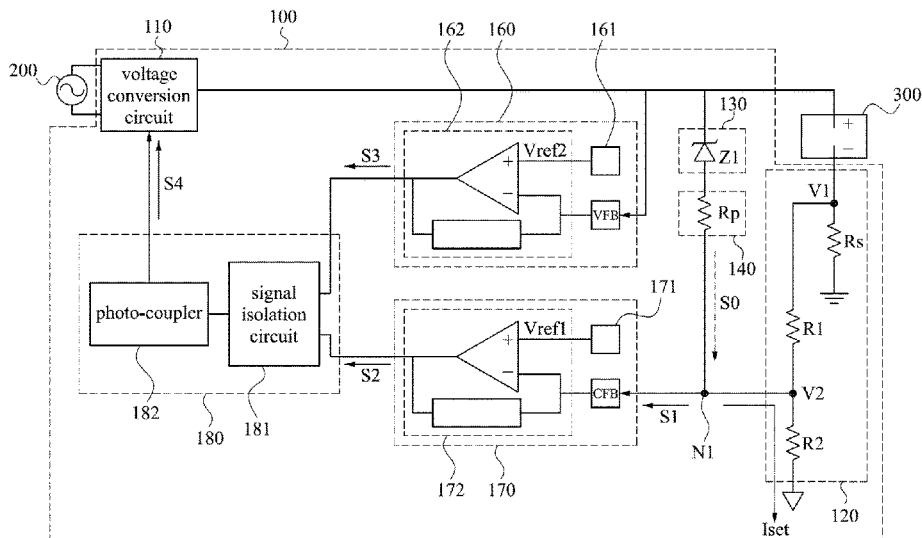 100
110
162
160
161
200
voltage
conversion
circuit
130
300
+
−
Z1
S3
+
Vref2
−
VFB
S4
Rp
V1
Rs
140
S0
photo-coupler
signal
isolation
circuit
171
+
Vref1
−
R1
S2
CFB
S1
V2
N1
R2
182
180
181
172
170
120
Iset